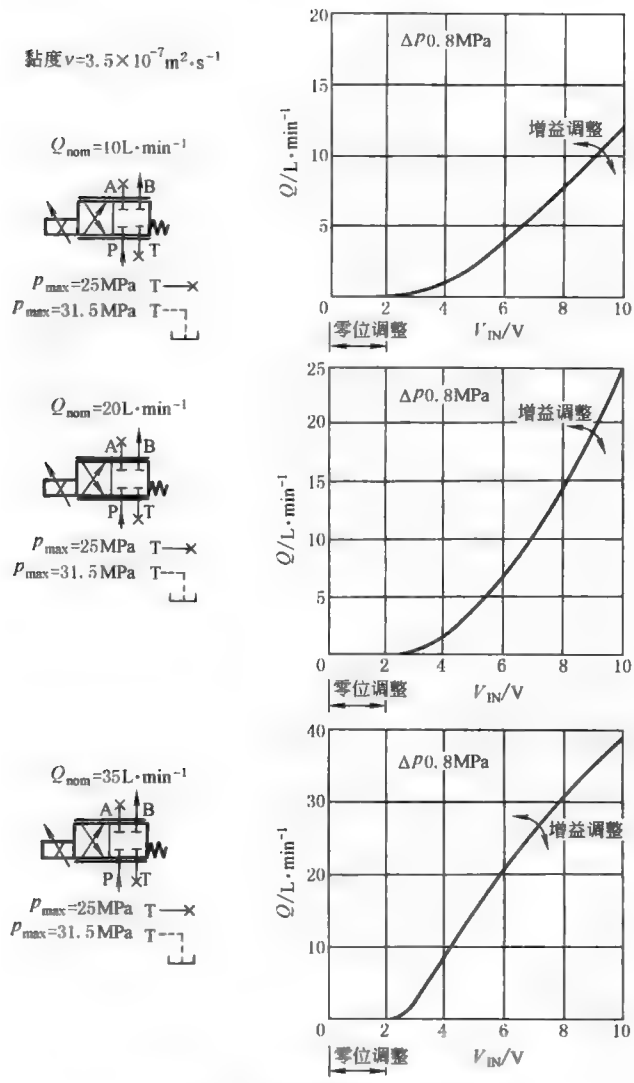 黏度ν=3.5×10⁻⁷m²·s⁻¹
Q_nom=10L·min⁻¹
A B
P T
p_max=25MPa T
p_max=31.5MPa T
20
15
10
5
0 2 4 6 8 10
Q/L·min⁻¹
Δp0.8MPa
增益调整
零位调整 V_IN/V
Q_nom=20L·min⁻¹
A B
P T
p_max=25MPa T
p_max=31.5MPa T
25
20
15
10
5
0 2 4 6 8 10
Q/L·min⁻¹
Δp0.8MPa
增益调整
零位调整 V_IN/V
Q_nom=35L·min⁻¹
A B
P T
p_max=25MPa T
p_max=31.5MPa T
40
30
20
10
0 2 4 6 8 10
Q/L·min⁻¹
Δp0.8MPa
增益调整
零位调整 V_IN/V